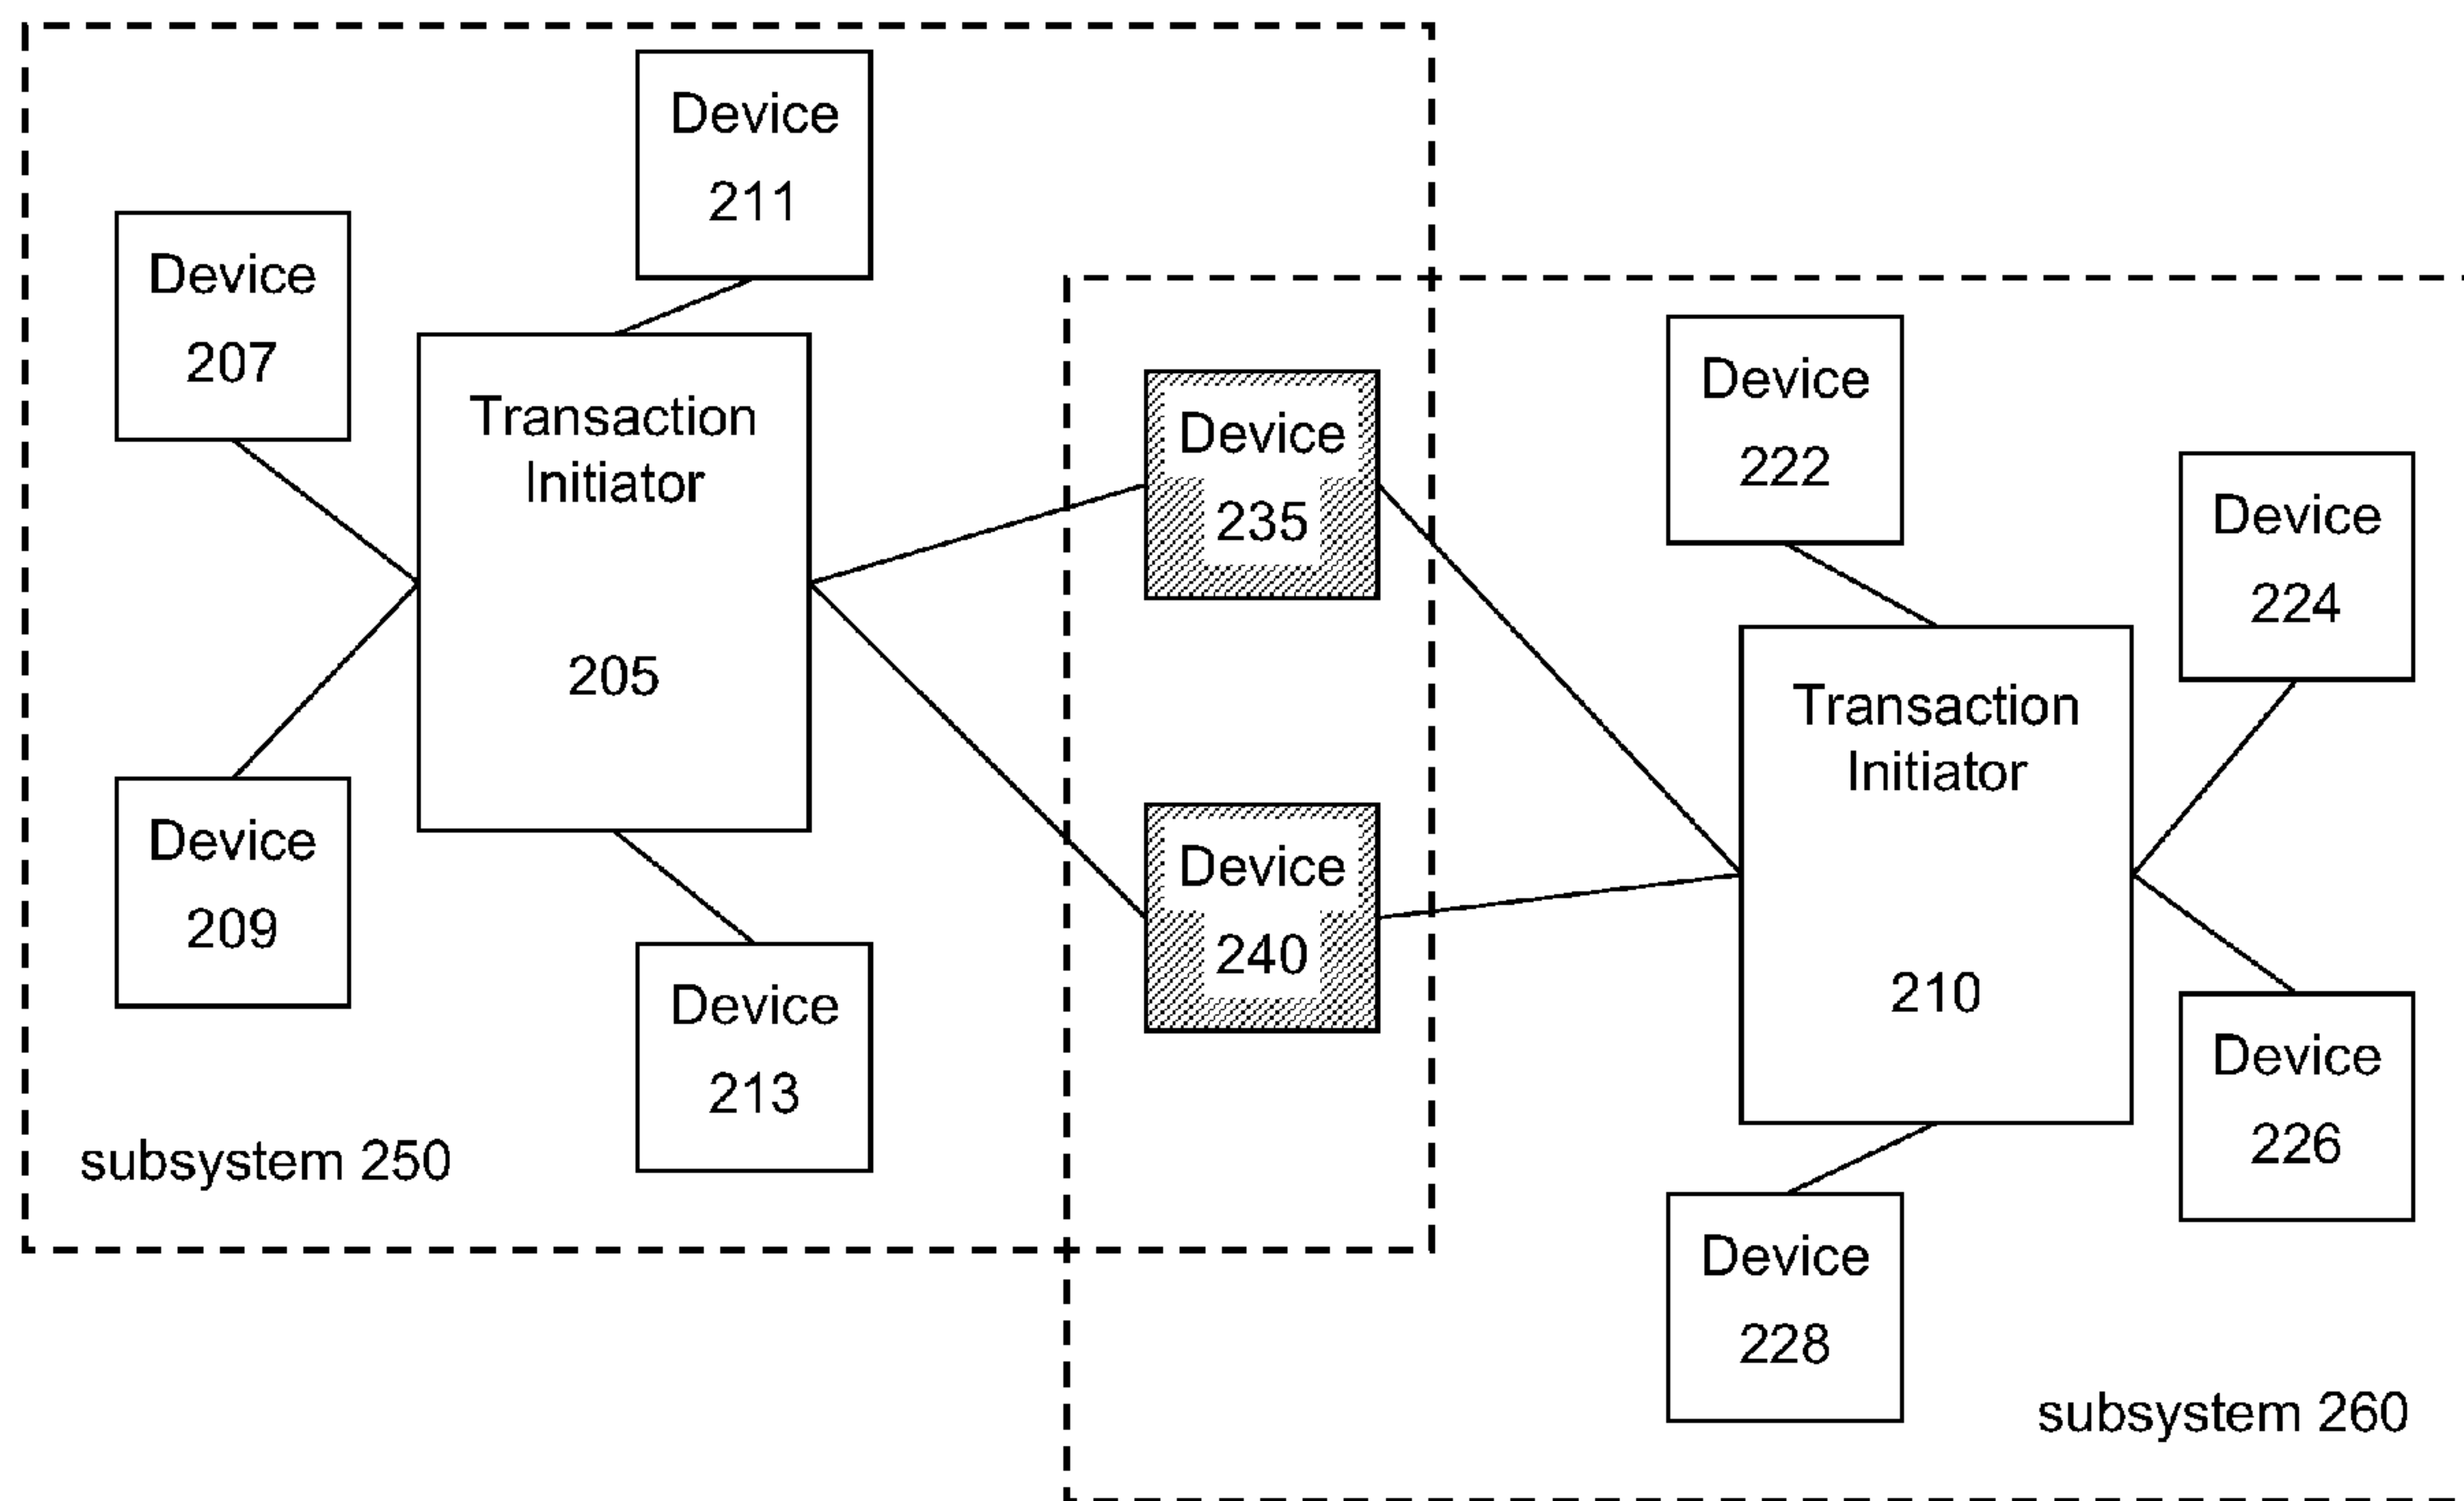 Device
211
Device
207
Transaction
Initiator
205
Device
209
Device
213
subsystem 250
Device
235
Device
240
Device
222
Device
224
Transaction
Initiator
210
Device
226
Device
228
subsystem 260